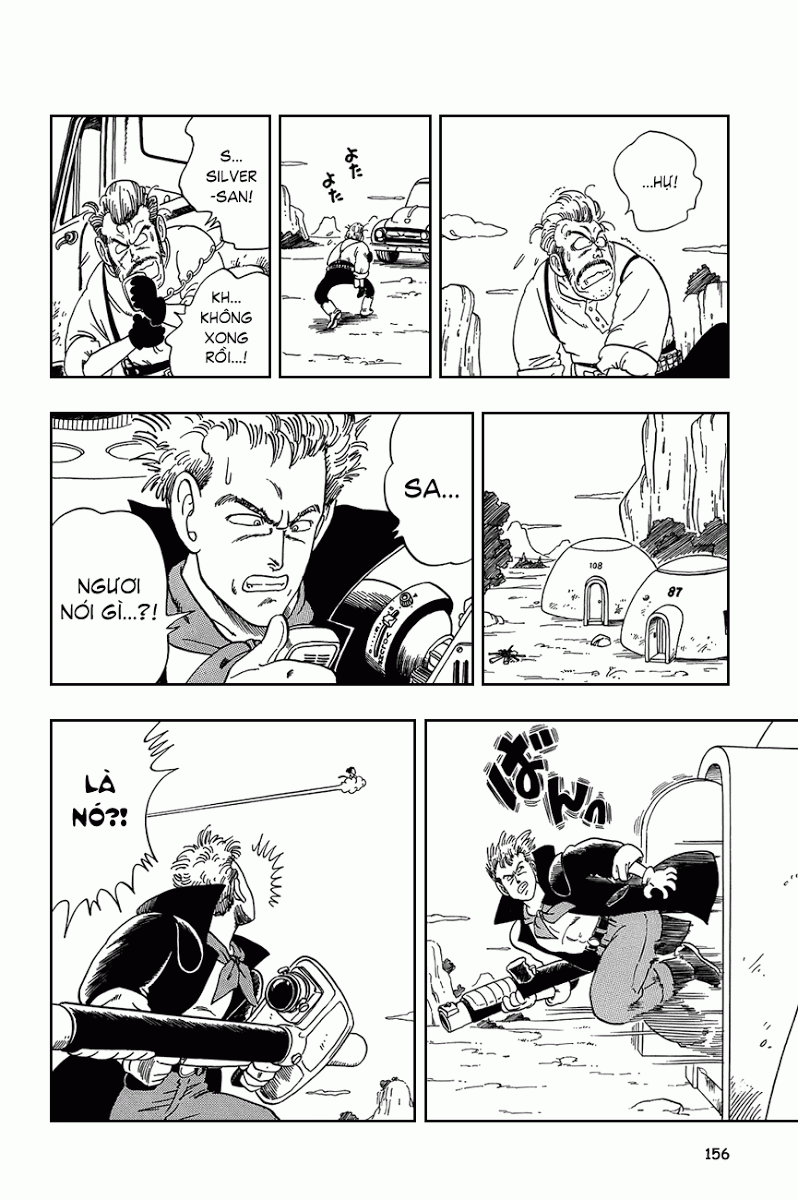 ...HỰ!
よた
よた
S...
SILVER
-SAN!
KH...
KHÔNG
XONG
RỒI...!
108
87
SA...
NGƯƠI
NÓI GÌ...?!
ばんっ
LÀ
NÓ?!
156